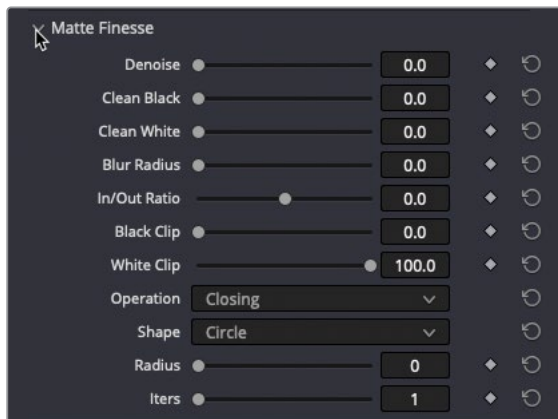 Matte Finesse
Denoise 0.0
Clean Black 0.0
Clean White 0.0
Blur Radius 0.0
In/Out Ratio 0.0
Black Clip 0.0
White Clip 100.0
Operation Closing
Shape Circle
Radius 0
Iters 1